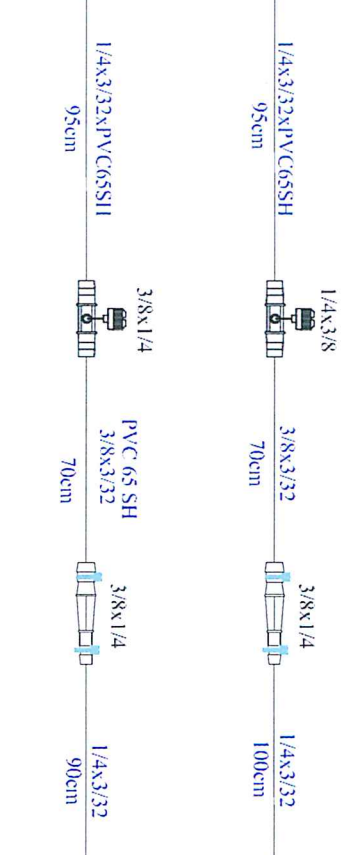 1/4x3/32xPVC65SH
95cm
1/4x3/8
3/8x3/32
70cm
3/8x1/4
1/4x3/32
100cm
1/4x3/32xPVC65SH
95cm
3/8x1/4
PVC 65 SH
3/8x3/32
70cm
3/8x1/4
1/4x3/32
90cm